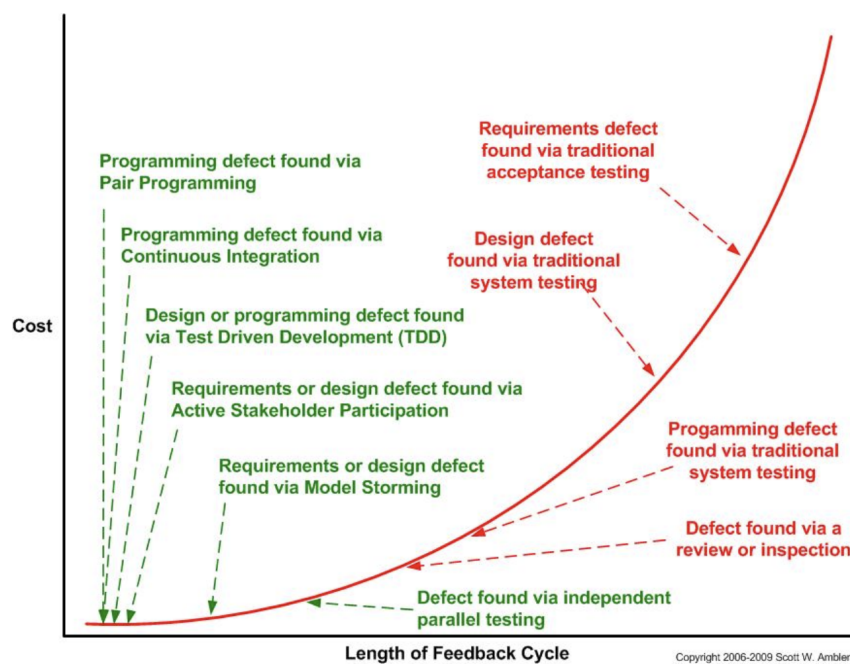 Programming defect found via
Pair Programming
Programming defect found via
Continuous Integration
Design or programming defect found
via Test Driven Development (TDD)
Requirements or design defect found via
Active Stakeholder Participation
Requirements or design defect
found via Model Storming
Defect found via independent
parallel testing
Requirements defect
found via traditional
acceptance testing
Design defect
found via traditional
system testing
Progamming defect
found via traditional
system testing
Defect found via a
review or inspection
Cost
Length of Feedback Cycle
Copyright 2006-2009 Scott W. Ambler